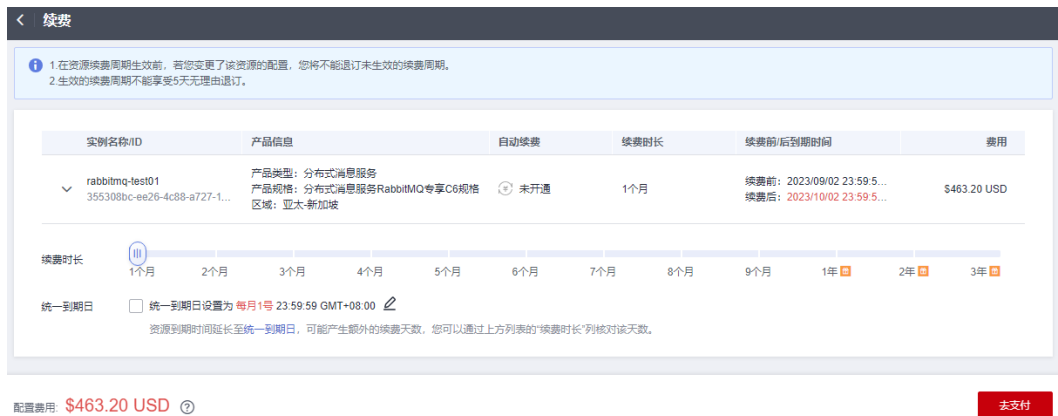 续费
1.在资源续费周期生效前，若您变更了该资源的配置，您将不能退订未生效的续费周期。
2.生效的续费周期不能享受5天无理由退订。
实例名称/ID 产品信息 自动续费 续费时长 续费前/后到期时间 费用
rabbitmq-test01
355308bc-ee26-4c88-a727-1...
产品类型：分布式消息服务
产品规格：分布式消息服务RabbitMQ专享C6规格
区域：亚太-新加坡
未开通
1个月
续费前：2023/09/02 23:59:5...
续费后：2023/10/02 23:59:5...
$463.20 USD
续费时长
1个月 2个月 3个月 4个月 5个月 6个月 7个月 8个月 9个月 1年 2年 3年
统一到期日 统一到期日设置为 每月1号 23:59:59 GMT+08:00
资源到期时间延长至统一到期日，可能产生额外的续费天数，您可以通过上方列表的“续费时长”列核对该天数。
配置费用: $463.20 USD
去支付